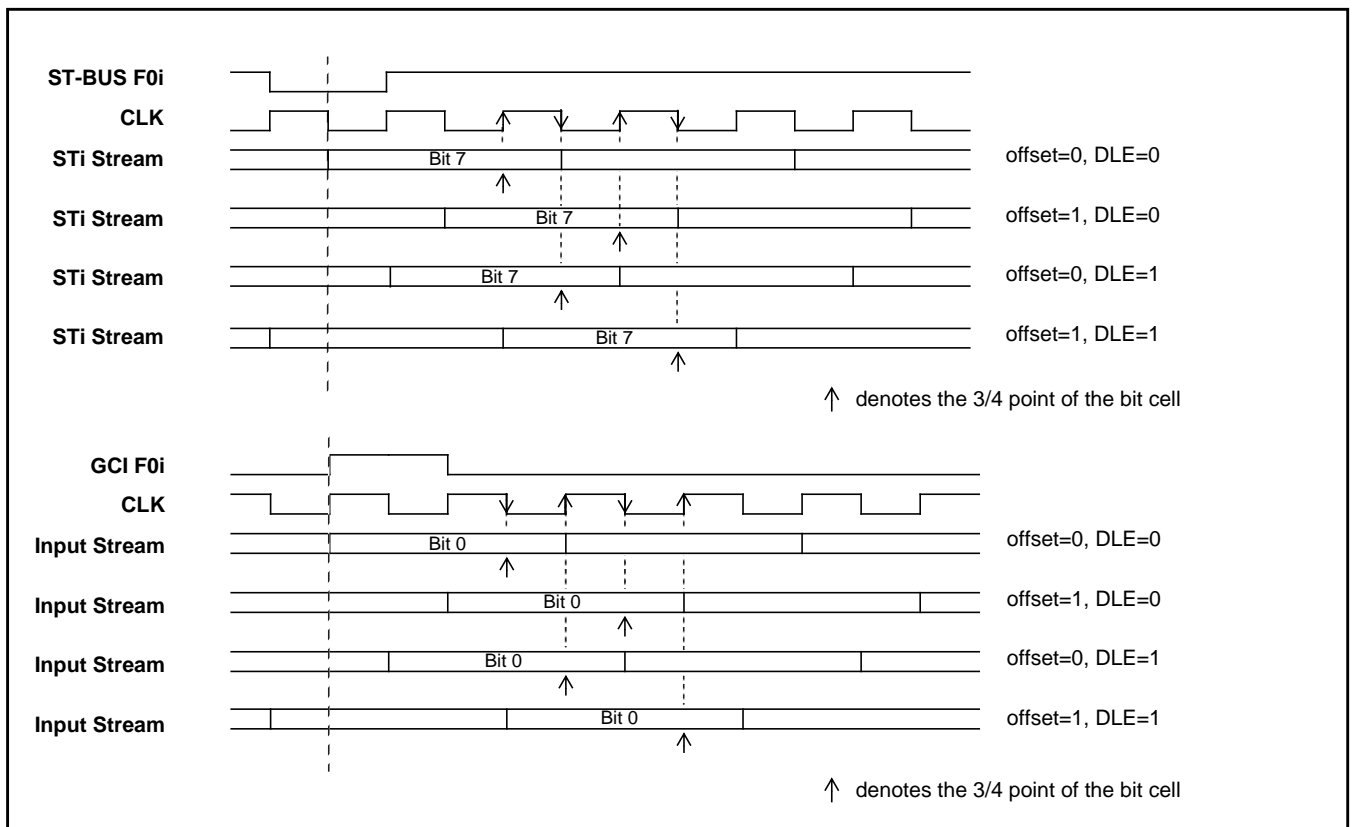 ST-BUS F0i
CLK
STi Stream Bit 7 offset=0, DLE=0
STi Stream Bit 7 offset=1, DLE=0
STi Stream Bit 7 offset=0, DLE=1
STi Stream Bit 7 offset=1, DLE=1
denotes the 3/4 point of the bit cell
GCI F0i
CLK
Input Stream Bit 0 offset=0, DLE=0
Input Stream Bit 0 offset=1, DLE=0
Input Stream Bit 0 offset=0, DLE=1
Input Stream Bit 0 offset=1, DLE=1
denotes the 3/4 point of the bit cell